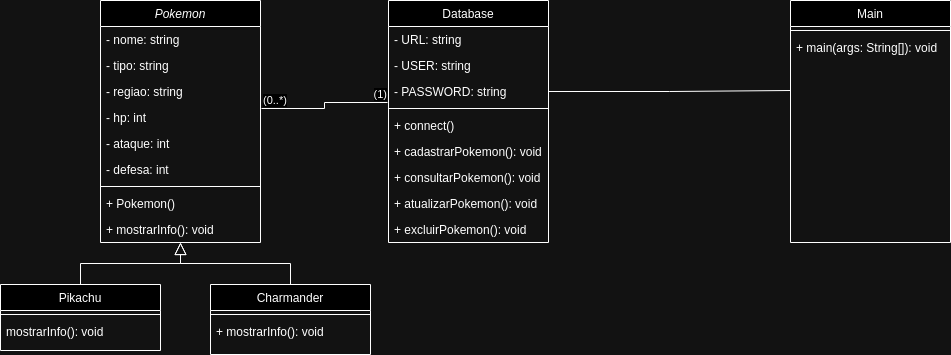 Pokemon
- nome: string
- tipo: string
- regiao: string
- hp: int
- ataque: int
- defesa: int
+ Pokemon()
+ mostrarInfo(): void
(0..*)
(1)
Database
- URL: string
- USER: string
- PASSWORD: string
+ connect()
+ cadastrarPokemon(): void
+ consultarPokemon(): void
+ atualizarPokemon(): void
+ excluirPokemon(): void
Main
+ main(args: String[]): void
Pikachu
mostrarInfo(): void
Charmander
+ mostrarInfo(): void